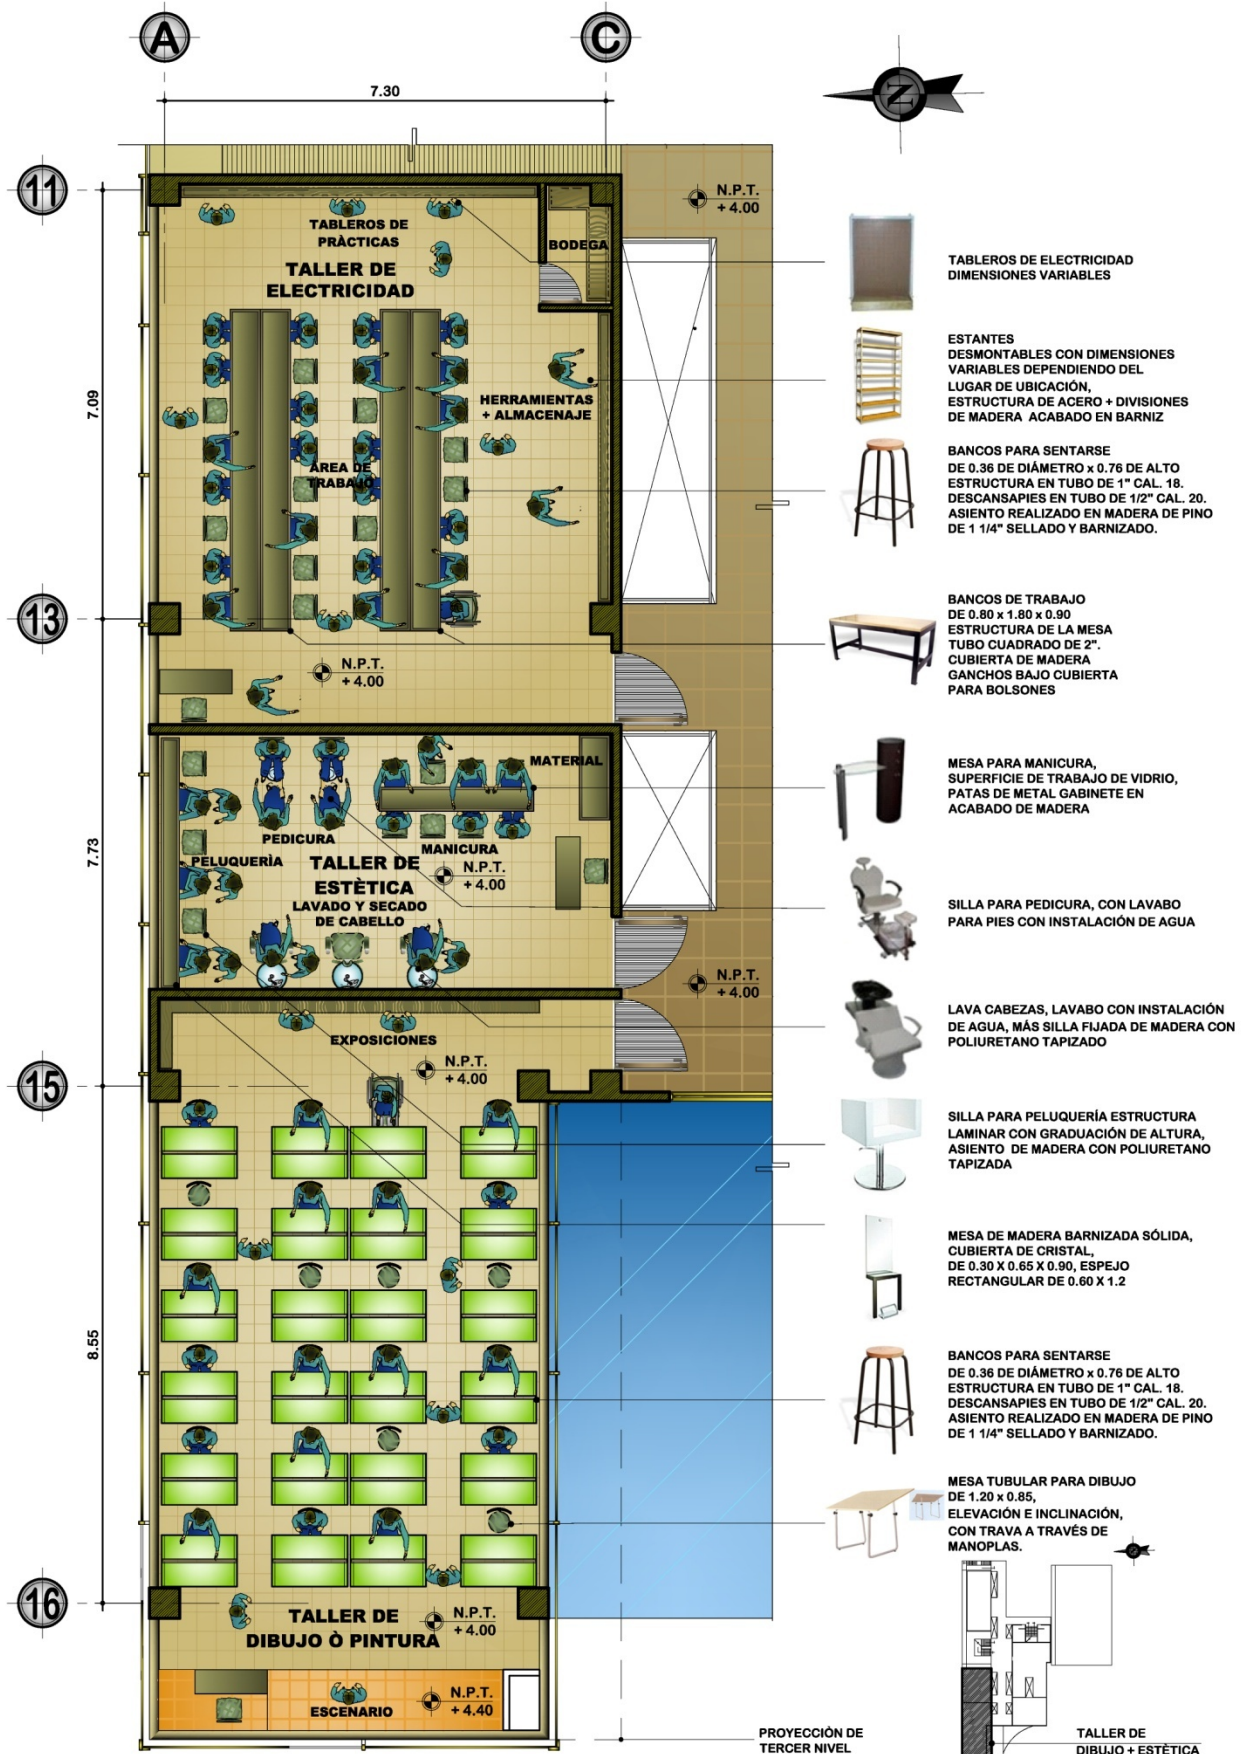 A
C
7.30
Z
11
N.P.T.
+ 4.00
TABLEROS DE
PRÀCTICAS
BODEGA
TALLER DE
ELECTRICIDAD
TABLEROS DE ELECTRICIDAD
DIMENSIONES VARIABLES
7.09
HERRAMIENTAS
+ ALMACENAJE
ESTANTES
DESMONTABLES CON DIMENSIONES
VARIABLES DEPENDIENDO DEL
LUGAR DE UBICACIÓN,
ESTRUCTURA DE ACERO + DIVISIONES
DE MADERA ACABADO EN BARNIZ
ÁREA DE
TRABAJO
BANCOS PARA SENTARSE
DE 0.36 DE DIÁMETRO x 0.76 DE ALTO
ESTRUCTURA EN TUBO DE 1" CAL. 18.
DESCANSAPIES EN TUBO DE 1/2" CAL. 20.
ASIENTO REALIZADO EN MADERA DE PINO
DE 1 1/4" SELLADO Y BARNIZADO.
13
N.P.T.
+ 4.00
BANCOS DE TRABAJO
DE 0.80 x 1.80 x 0.90
ESTRUCTURA DE LA MESA
TUBO CUADRADO DE 2".
CUBIERTA DE MADERA
GANCHOS BAJO CUBIERTA
PARA BOLSONES
MATERIAL
PEDICURA
MANICURA
PELUQUERÌA
7.73
TALLER DE
ESTÈTICA
LAVADO Y SECADO
DE CABELLO
N.P.T.
+ 4.00
MESA PARA MANICURA,
SUPERFICIE DE TRABAJO DE VIDRIO,
PATAS DE METAL GABINETE EN
ACABADO DE MADERA
SILLA PARA PEDICURA, CON LAVABO
PARA PIES CON INSTALACIÓN DE AGUA
N.P.T.
+ 4.00
LAVA CABEZAS, LAVABO CON INSTALACIÓN
DE AGUA, MÁS SILLA FIJADA DE MADERA CON
POLIURETANO TAPIZADO
EXPOSICIONES
N.P.T.
+ 4.00
15
SILLA PARA PELUQUERÍA ESTRUCTURA
LAMINAR CON GRADUACIÓN DE ALTURA,
ASIENTO DE MADERA CON POLIURETANO
TAPIZADA
MESA DE MADERA BARNIZADA SÓLIDA,
CUBIERTA DE CRISTAL,
DE 0.30 X 0.65 X 0.90, ESPEJO
RECTANGULAR DE 0.60 X 1.2
8.55
BANCOS PARA SENTARSE
DE 0.36 DE DIÁMETRO x 0.76 DE ALTO
ESTRUCTURA EN TUBO DE 1" CAL. 18.
DESCANSAPIES EN TUBO DE 1/2" CAL. 20.
ASIENTO REALIZADO EN MADERA DE PINO
DE 1 1/4" SELLADO Y BARNIZADO.
MESA TUBULAR PARA DIBUJO
DE 1.20 x 0.85,
ELEVACIÓN E INCLINACIÓN,
CON TRAVA A TRAVÉS DE
MANOPLAS.
16
TALLER DE
DIBUJO Ò PINTURA
N.P.T.
+ 4.00
ESCENARIO
N.P.T.
+ 4.40
PROYECCIÓN DE
TERCER NIVEL
TALLER DE
DIBUJO + ESTÈTICA